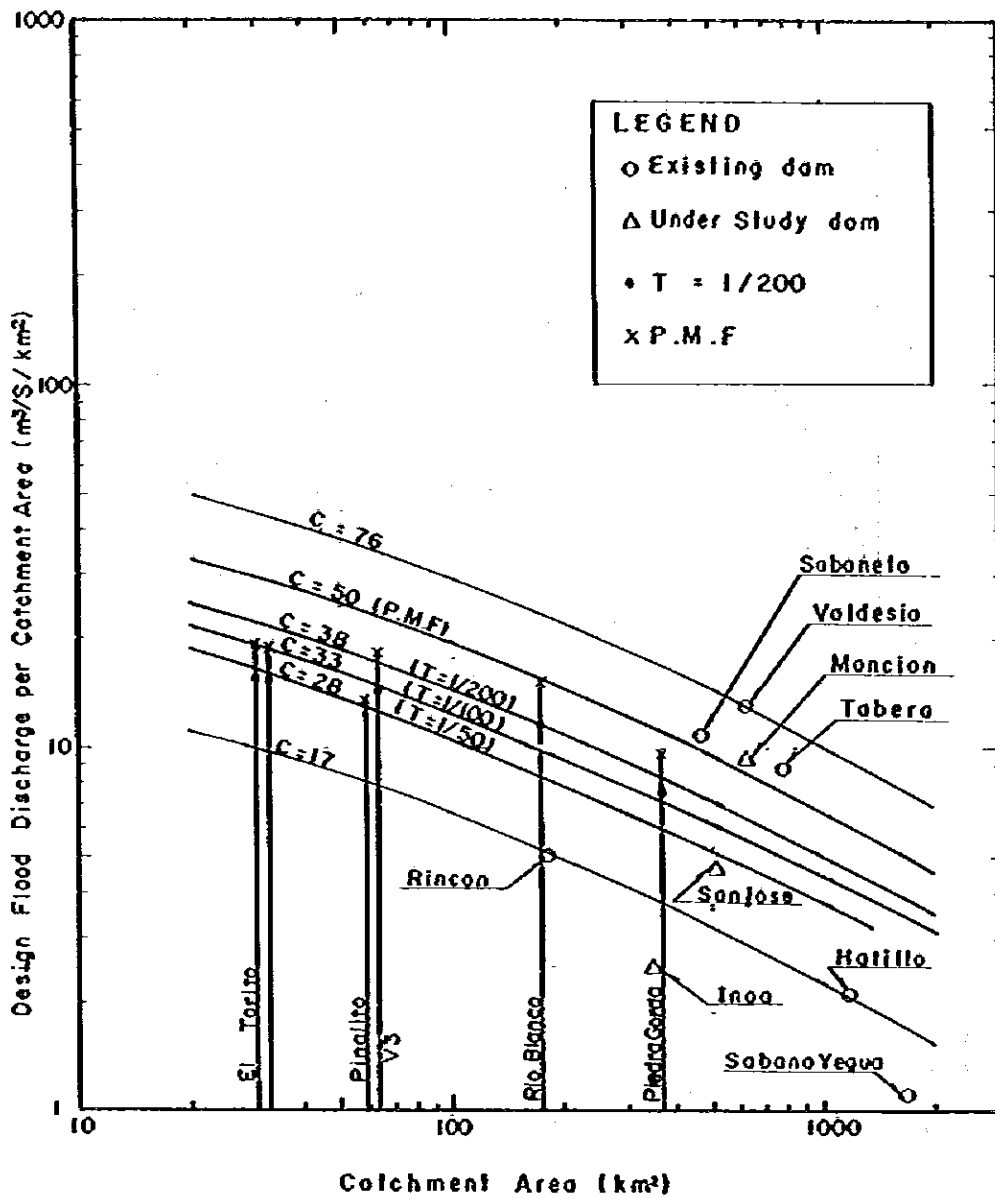 1000
100
10
1
Design Flood Discharge per Catchment Area (m³/S./km²)
LEGEND
o Existing dam
△ Under Study dam
• T = 1/200
x P.M.F
C = 76
C = 50 (P.M.F)
C = 38 (T=1/200)
C = 33 (T=1/100)
C = 28 (T=1/50)
C = 17
Sabaneta
Valdesia
Moncion
Tabera
Rincon
San Jose
Inoa
Hatillo
Sabana Yegua
El Torito
Pinalito
V3
Rio Blanco
Piedra Gorda
10
100
1000
Catchment Area (km²)